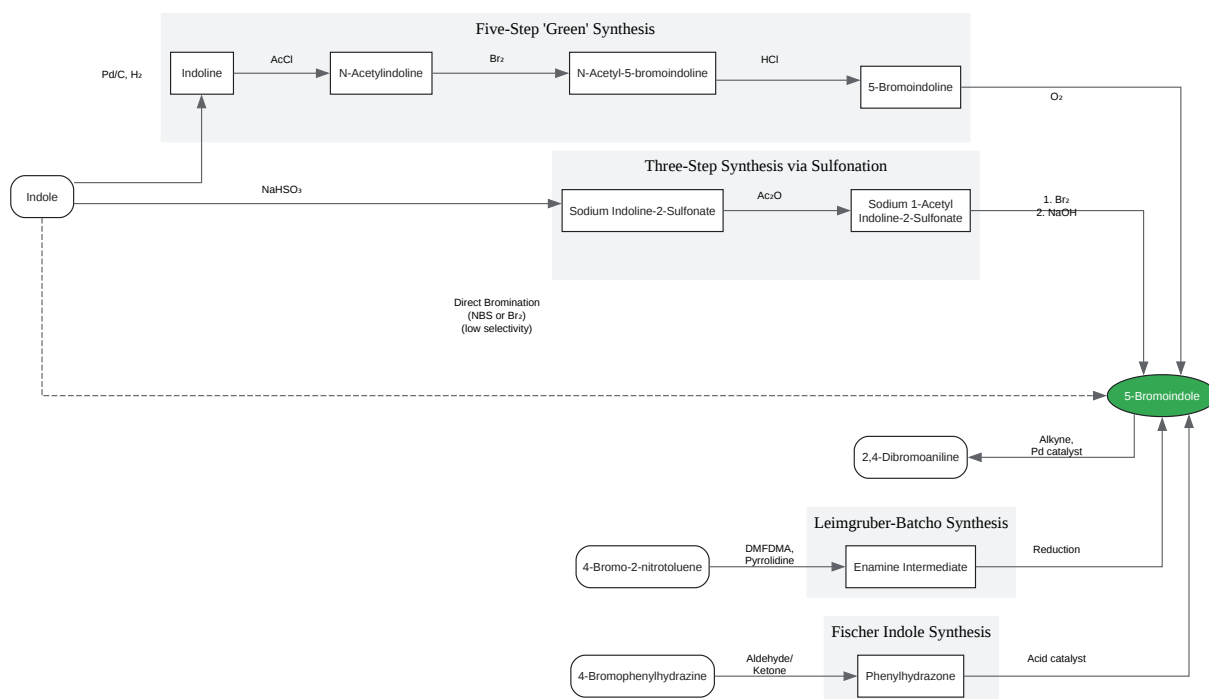 Five-Step 'Green' Synthesis
Pd/C, H₂
Indoline
AcCl
N-Acetylindoline
Br₂
N-Acetyl-5-bromoindoline
HCl
5-Bromoindoline
O₂
Three-Step Synthesis via Sulfonation
Indole
NaHSO₃
Sodium Indoline-2-Sulfonate
Ac₂O
Sodium 1-Acetyl
Indoline-2-Sulfonate
1. Br₂
2. NaOH
Direct Bromination
(NBS or Br₂)
(low selectivity)
5-Bromoindole
2,4-Dibromoaniline
Alkyne,
Pd catalyst
Leimgruber-Batcho Synthesis
4-Bromo-2-nitrotoluene
DMFDMA,
Pyrrolidine
Enamine Intermediate
Reduction
Fischer Indole Synthesis
4-Bromophenylhydrazine
Aldehyde/
Ketone
Phenylhydrazone
Acid catalyst